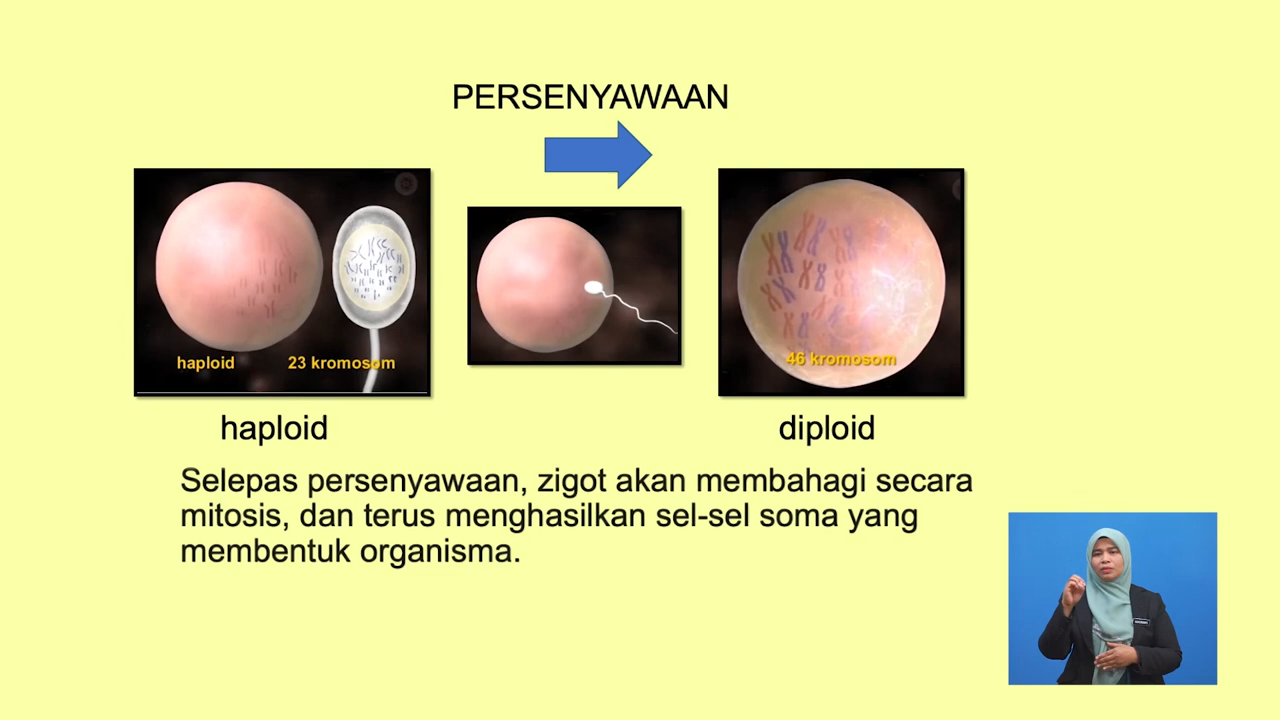 PERSENYAWAAN
haploid
23 kromosom
46 kromosom
haploid
diploid
Selepas persenyawaan, zigot akan membahagi secara
mitosis, dan terus menghasilkan sel-sel soma yang
membentuk organisma.